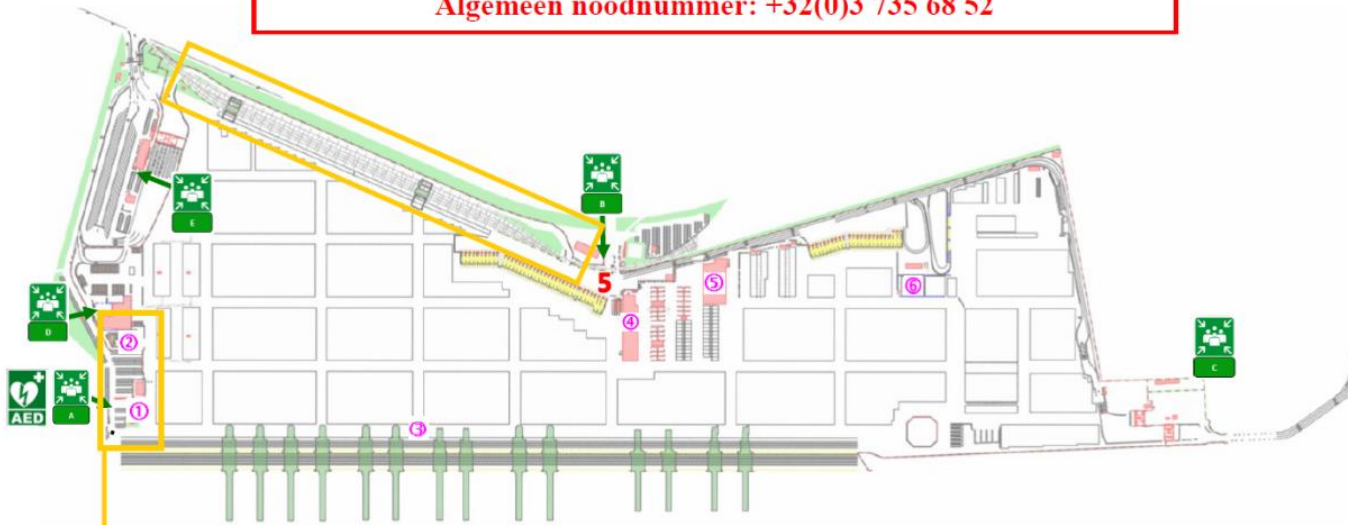 Algemeen noodnummer: +32(0)3 735 68 52
B
E
5
⑤
⑥
D
④
②
C
AED
A
①
③